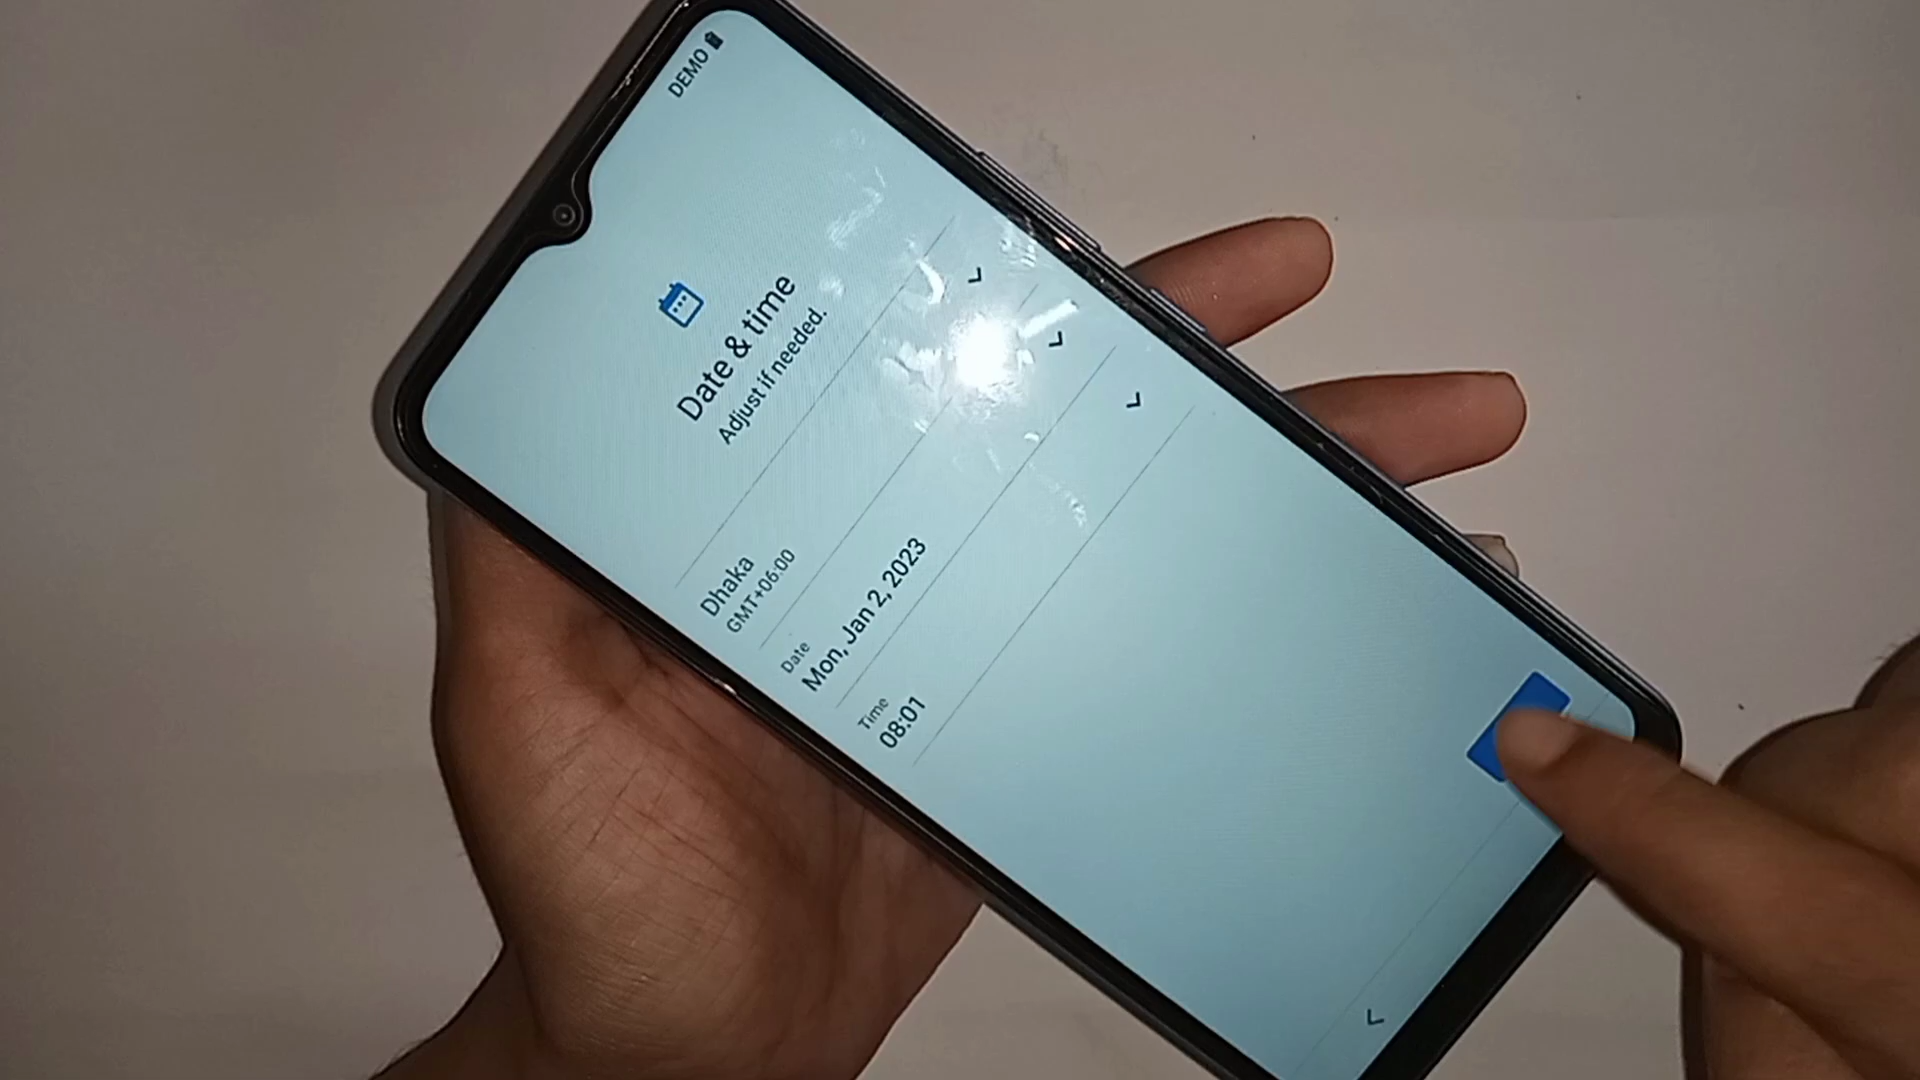 DEMO
Date & time
Adjust if needed.
Dhaka
GMT+06:00
Date
Mon, Jan 2, 2023
Time
08:01